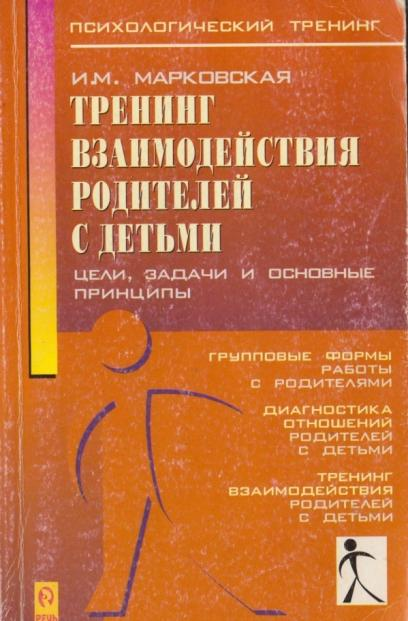 ПСИХОЛОГИЧЕСКИЙ ТРЕНИНГ
И.М. МАРКОВСКАЯ
ТРЕНИНГ
ВЗАИМОДЕЙСТВИЯ
РОДИТЕЛЕЙ
С ДЕТЬМИ
ЦЕЛИ, ЗАДАЧИ И ОСНОВНЫЕ
ПРИНЦИПЫ
ГРУППОВЫЕ ФОРМЫ
РАБОТЫ
С РОДИТЕЛЯМИ
ДИАГНОСТИКА
ОТНОШЕНИЙ
РОДИТЕЛЕЙ
С ДЕТЬМИ
ТРЕНИНГ
ВЗАИМОДЕЙСТВИЯ
РОДИТЕЛЕЙ
С ДЕТЬМИ
РЕЧЬ